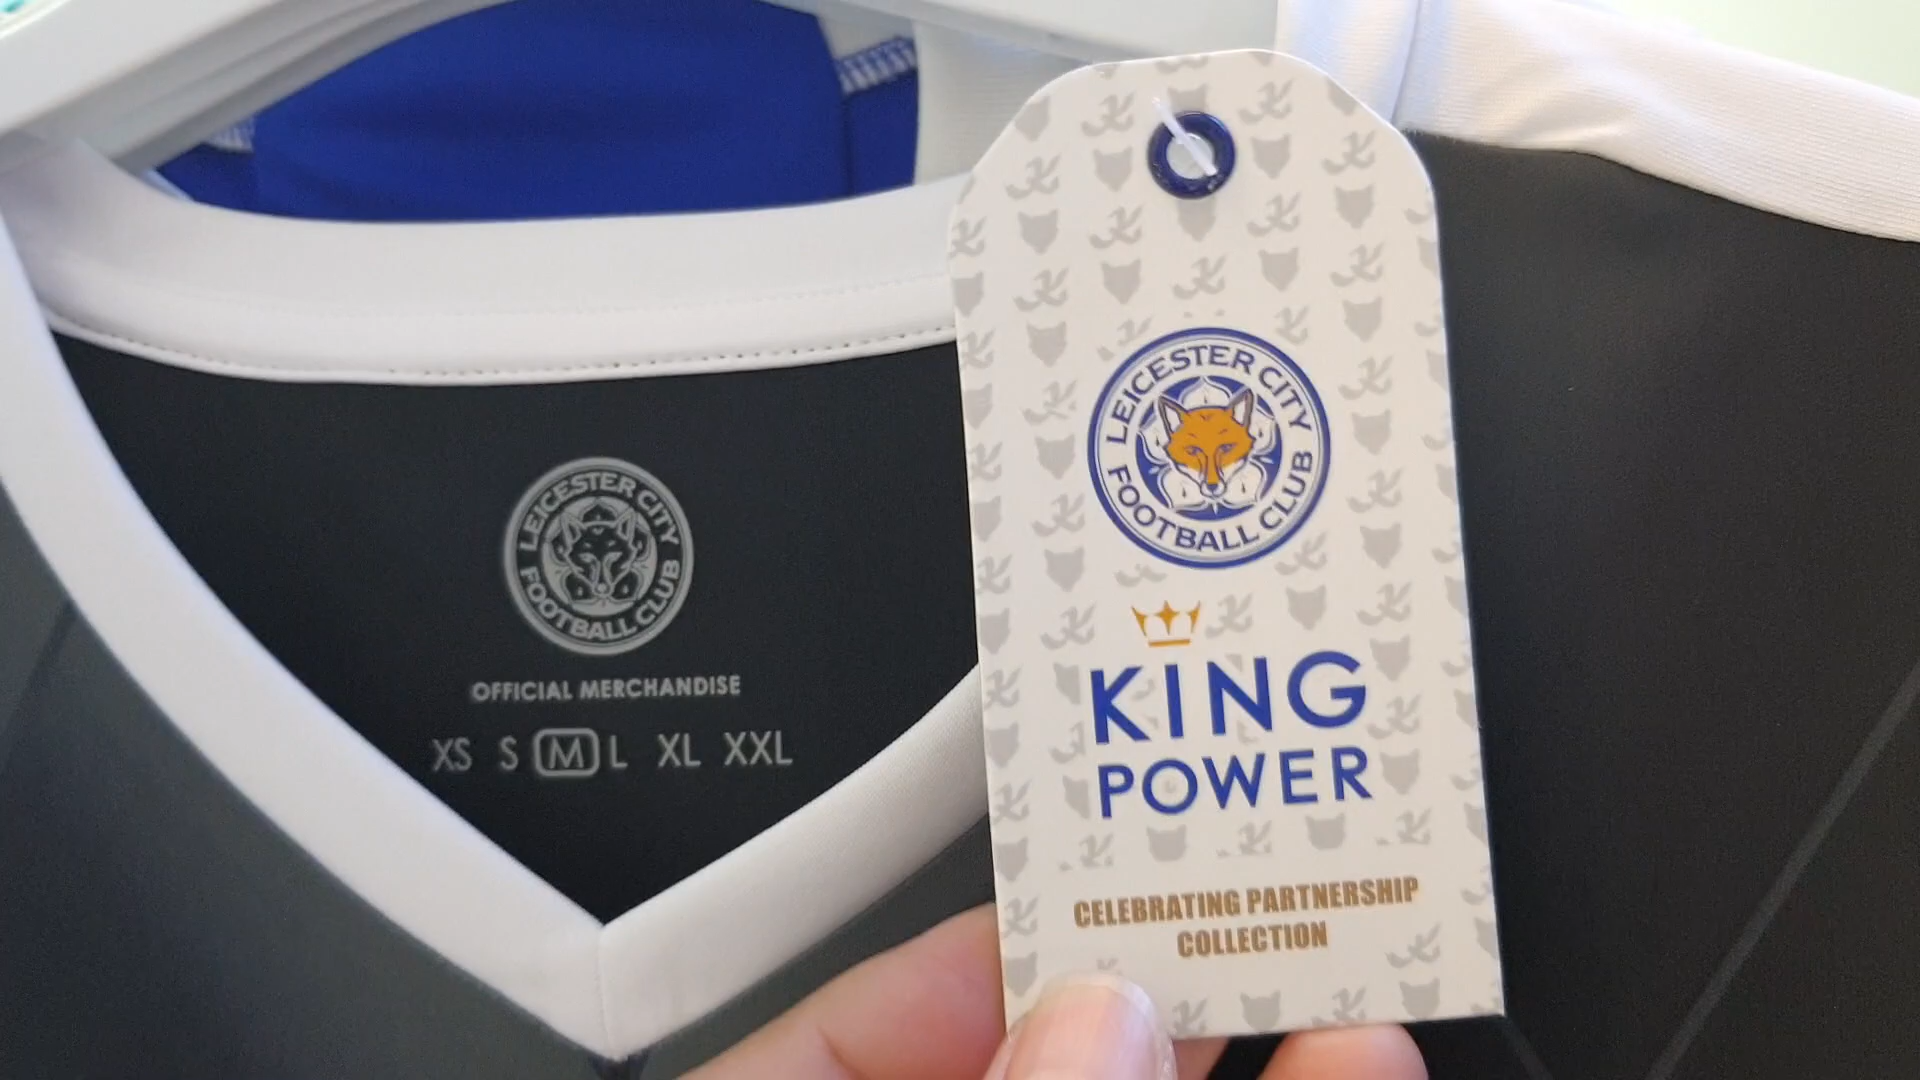 LEICESTER CITY
FOOTBALL CLUB
OFFICIAL MERCHANDISE
XS S M L XL XXL
LEICESTER CITY
FOOTBALL CLUB
KING
POWER
CELEBRATING PARTNERSHIP
COLLECTION